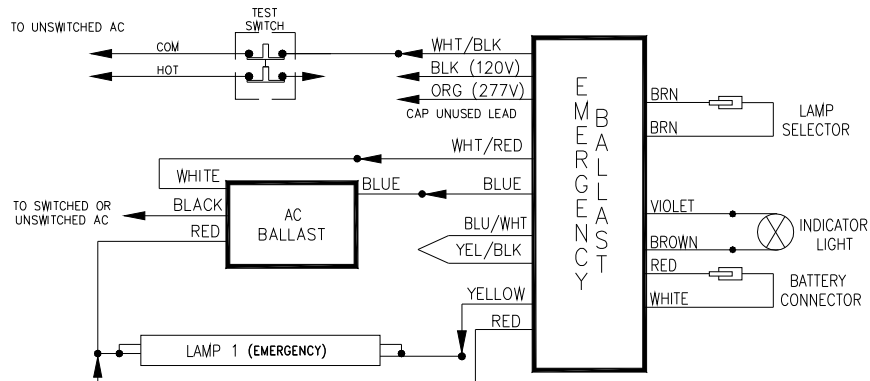 TEST
SWITCH
TO UNSWITCHED AC
COM
HOT
WHT/BLK
BLK (120V)
ORG (277V)
CAP UNUSED LEAD
EMERGENCY
BALLAST
BRN
BRN
LAMP
SELECTOR
WHT/RED
WHITE
BLUE
BLUE
TO SWITCHED OR
UNSWITCHED AC
BLACK
RED
AC
BALLAST
BLU/WHT
YEL/BLK
VIOLET
BROWN
INDICATOR
LIGHT
RED
WHITE
BATTERY
CONNECTOR
YELLOW
RED
LAMP 1 (EMERGENCY)